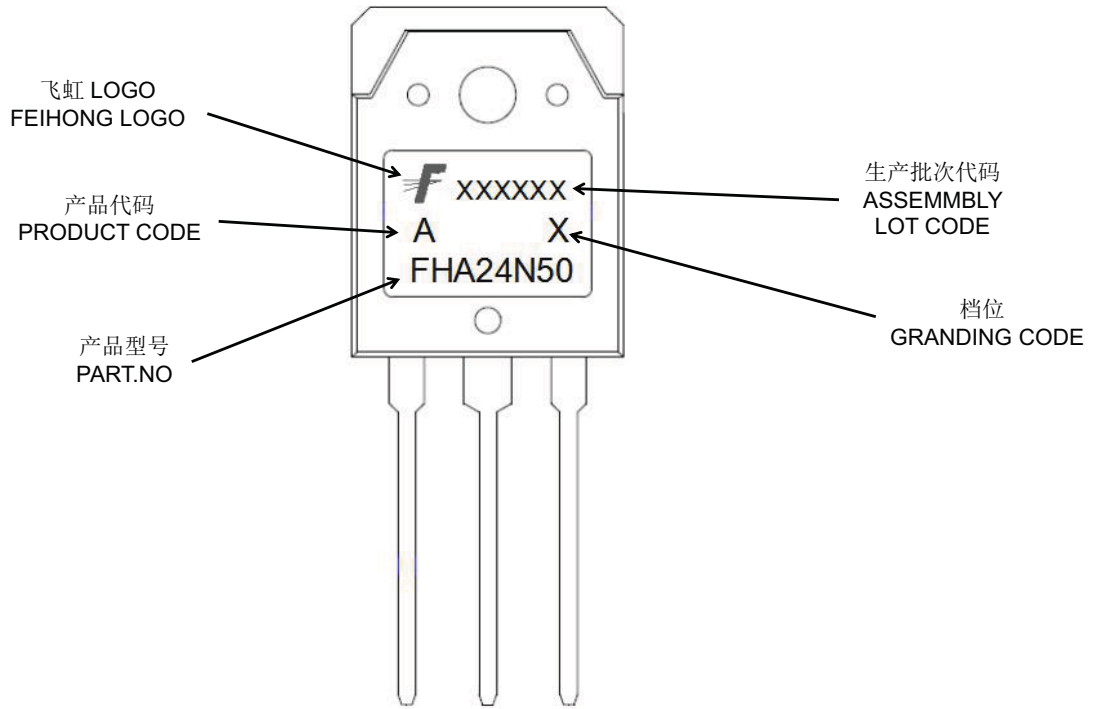 飞虹 LOGO
FEIHONG LOGO
产品代码
PRODUCT CODE
产品型号
PART.NO
XXXXXX
A X
FHA24N50
生产批次代码
ASSEMMBLY
LOT CODE
档位
GRANDING CODE